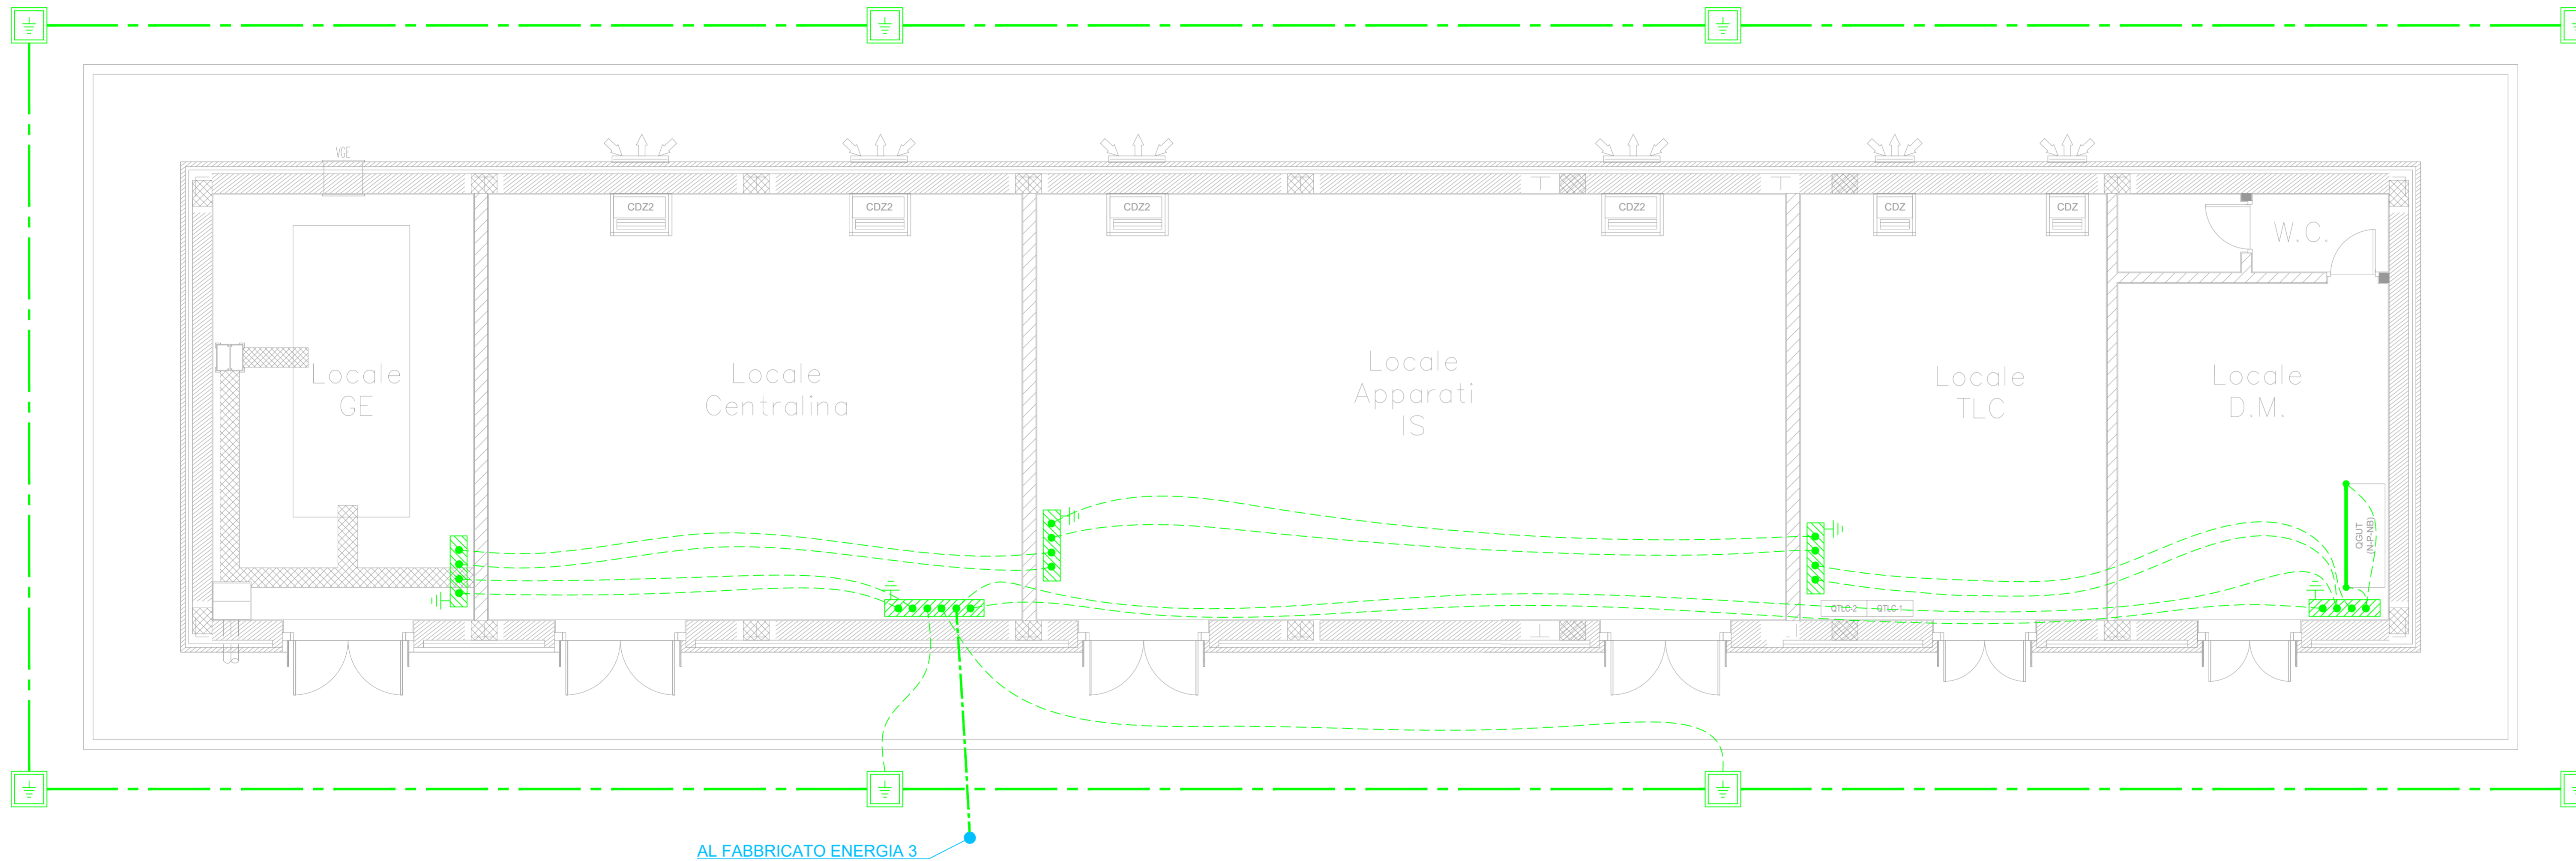 VGE
CDZ2
CDZ2
CDZ2
CDZ2
CDZ
CDZ
W.C.
Locale
GE
Locale
Centralina
Locale
Apparati
IS
Locale
TLC
Locale
D.M.
QGUT
(N-P-NB)
QTLC-2
QTLC-1
AL FABBRICATO ENERGIA 3